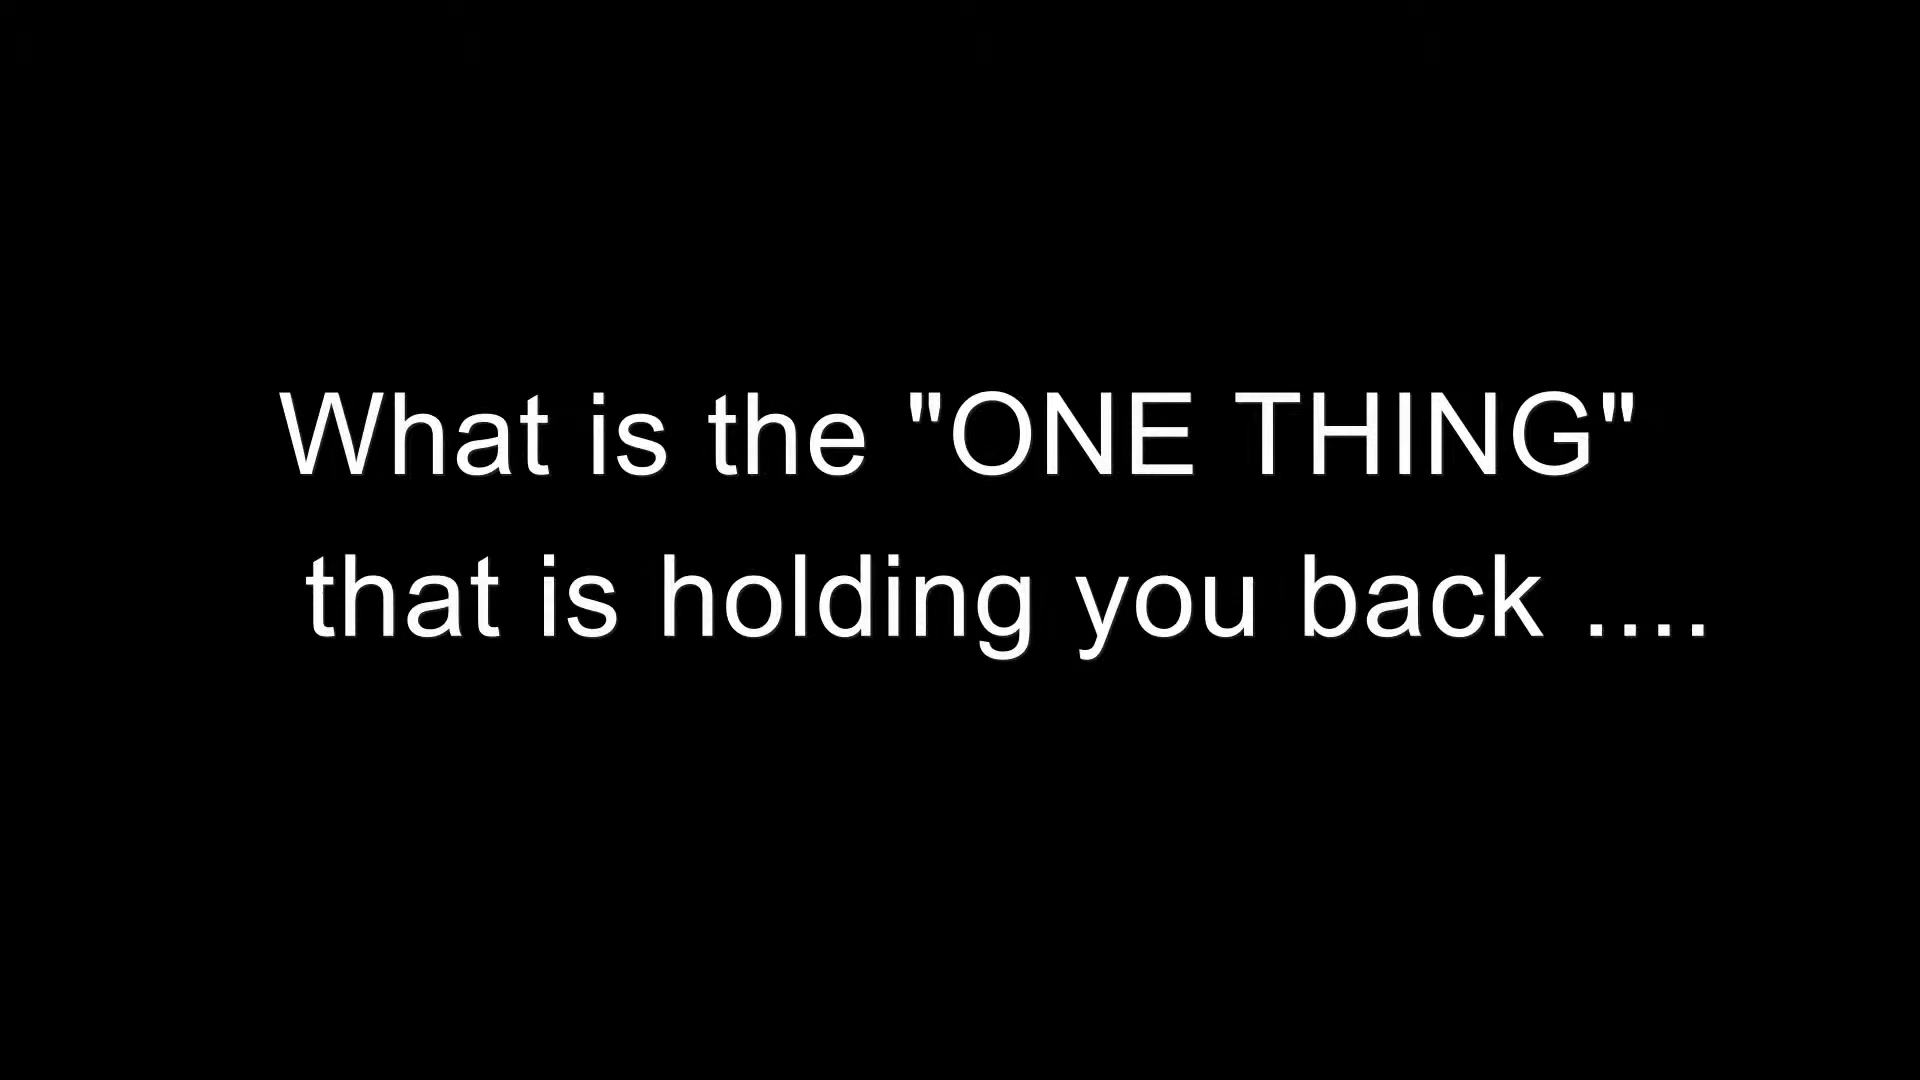 What is the "ONE THING"
that is holding you back ....